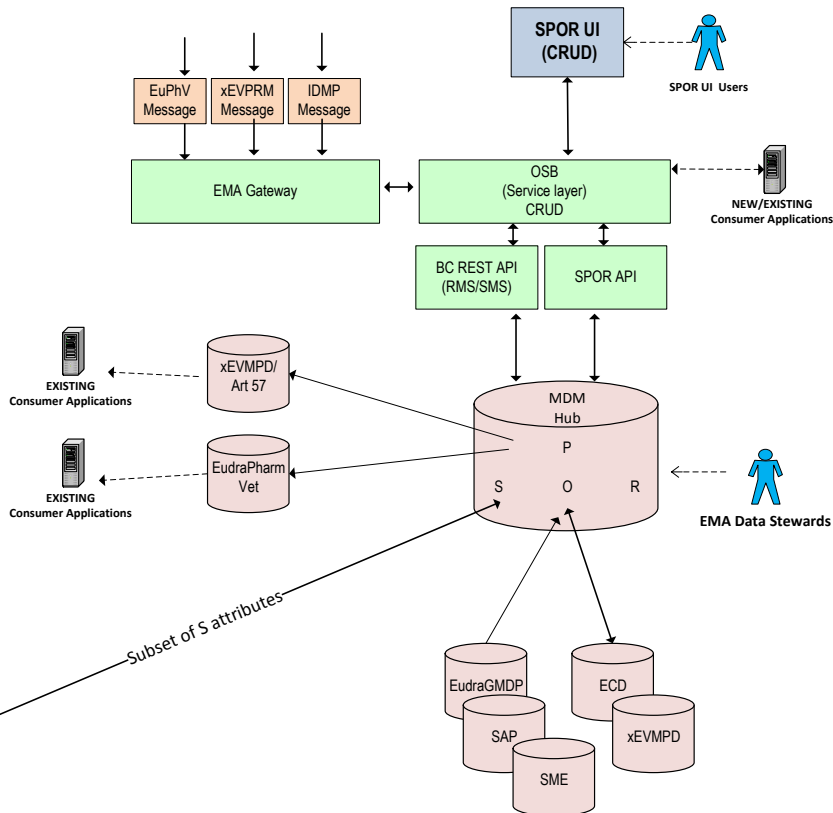 SPOR UI
(CRUD)
SPOR UI Users
EuPhV
Message
xEVPRM
Message
IDMP
Message
EMA Gateway
OSB
(Service layer)
CRUD
NEW/EXISTING
Consumer Applications
BC REST API
(RMS/SMS)
SPOR API
xEVMPD/
Art 57
EXISTING
Consumer Applications
MDM
Hub
P
S O R
EudraPharm
Vet
EXISTING
Consumer Applications
EMA Data Stewards
Subset of S attributes
EudraGMDP
ECD
SAP
xEVMPD
SME